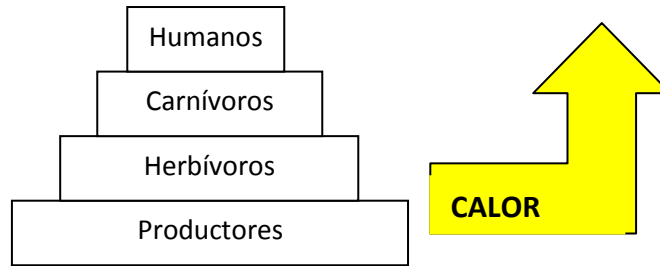 Humanos
Carnívoros
Herbívoros
Productores
CALOR